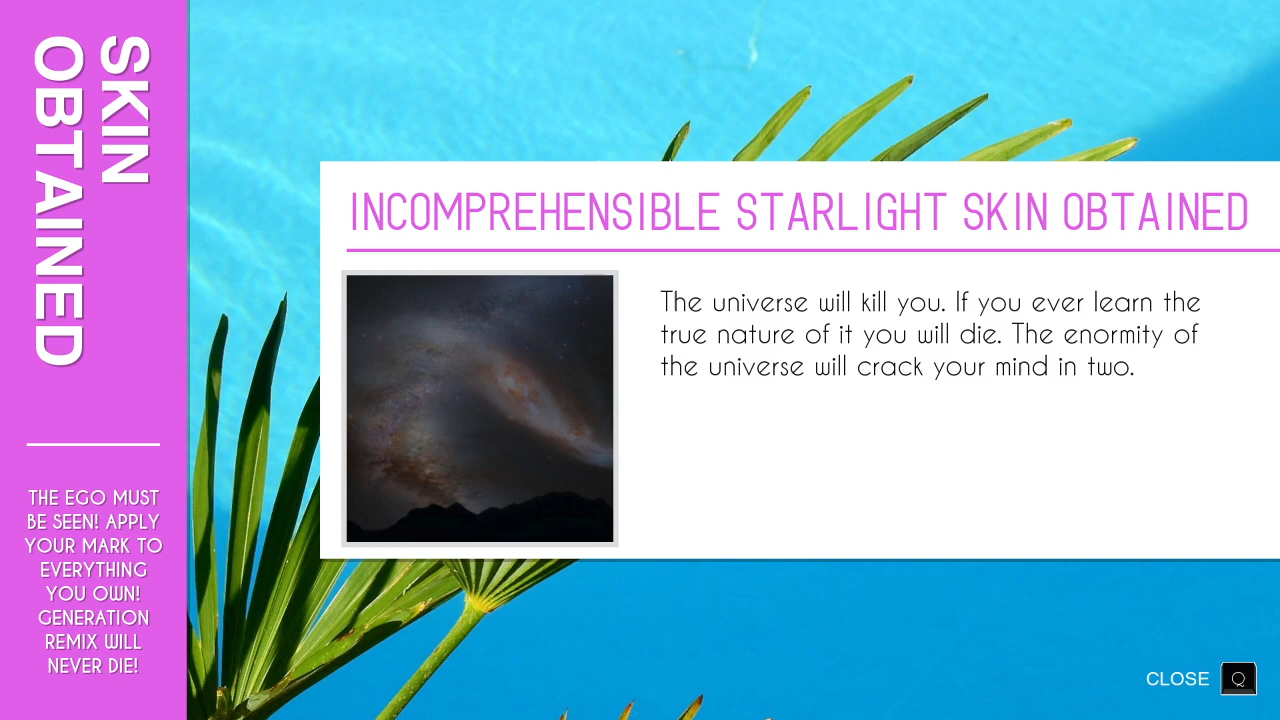 SKIN
OBTAINED
THE EGO MUST
BE SEEN! APPLY
YOUR MARK TO
EVERYTHING
YOU OWN!
GENERATION
REMIX WILL
NEVER DIE!
INCOMPREHENSIBLE STARLIGHT SKIN OBTAINED
The universe will kill you. If you ever learn the
true nature of it you will die. The enormity of
the universe will crack your mind in two.
CLOSE Q